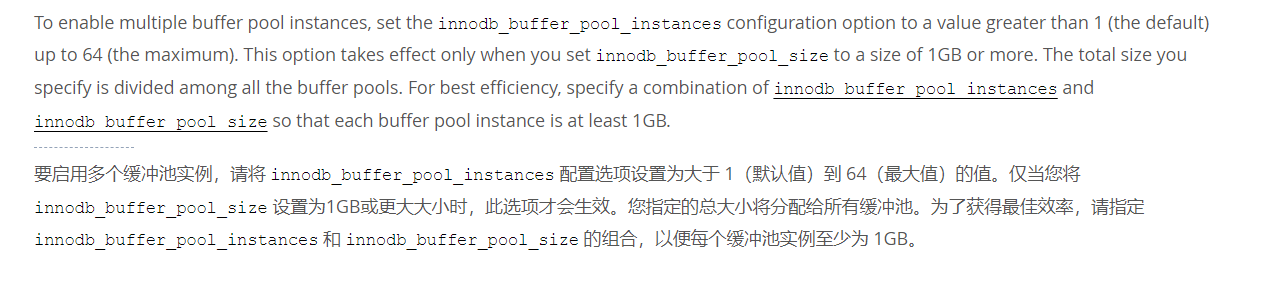 To enable multiple buffer pool instances, set the innodb_buffer_pool_instances configuration option to a value greater than 1 (the default)
up to 64 (the maximum). This option takes effect only when you set innodb_buffer_pool_size to a size of 1GB or more. The total size you
specify is divided among all the buffer pools. For best efficiency, specify a combination of innodb_buffer_pool_instances and
innodb_buffer_pool_size so that each buffer pool instance is at least 1GB.
要启用多个缓冲池实例，请将 innodb_buffer_pool_instances 配置选项设置为大于 1（默认值）到 64（最大值）的值。仅当您将
innodb_buffer_pool_size 设置为1GB或更大大小时，此选项才会生效。您指定的总大小将分配给所有缓冲池。为了获得最佳效率，请指定
innodb_buffer_pool_instances 和 innodb_buffer_pool_size 的组合，以便每个缓冲池实例至少为 1GB。